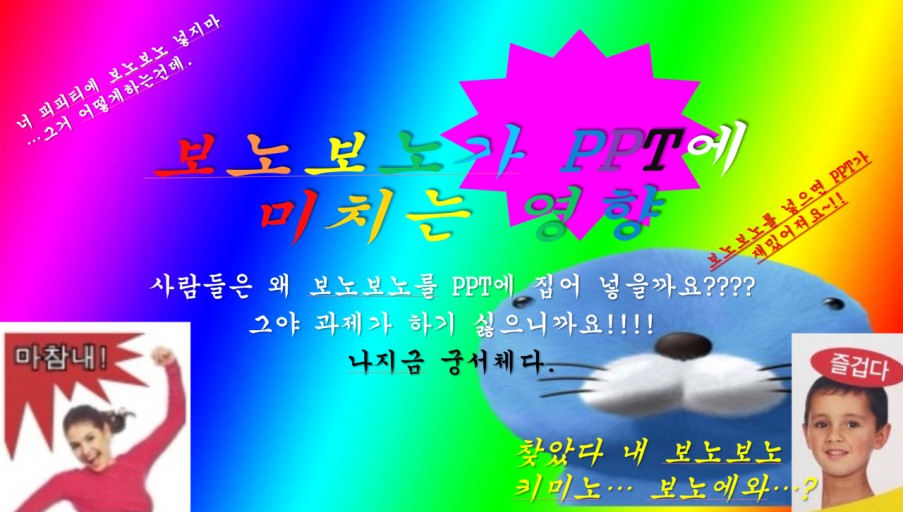 너 피피티에 보노보노 넣지마
…그거 어떻게하는건데.
보노보노가 PPT에
미치는 영향
보노보노를 넣으면 PPT가
재밌어져요~!!
사람들은 왜 보노보노를 PPT에 집어 넣을까요????
그야 과제가 하기 싫으니까요!!!!
나지금 궁서체다.
마참내!
즐겁다
찾았다 내 보노보노
키미노… 보노에와…?